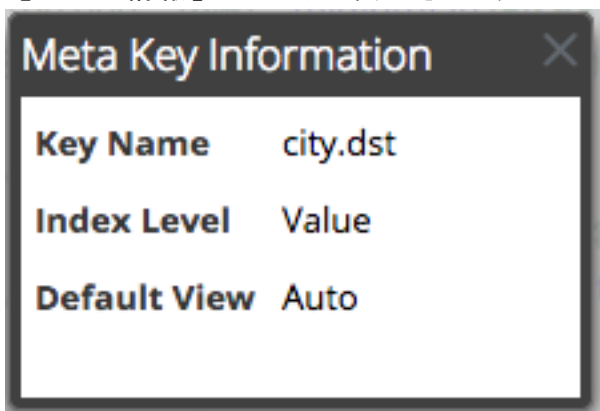 Meta Key Information
Key Name city.dst
Index Level Value
Default View Auto